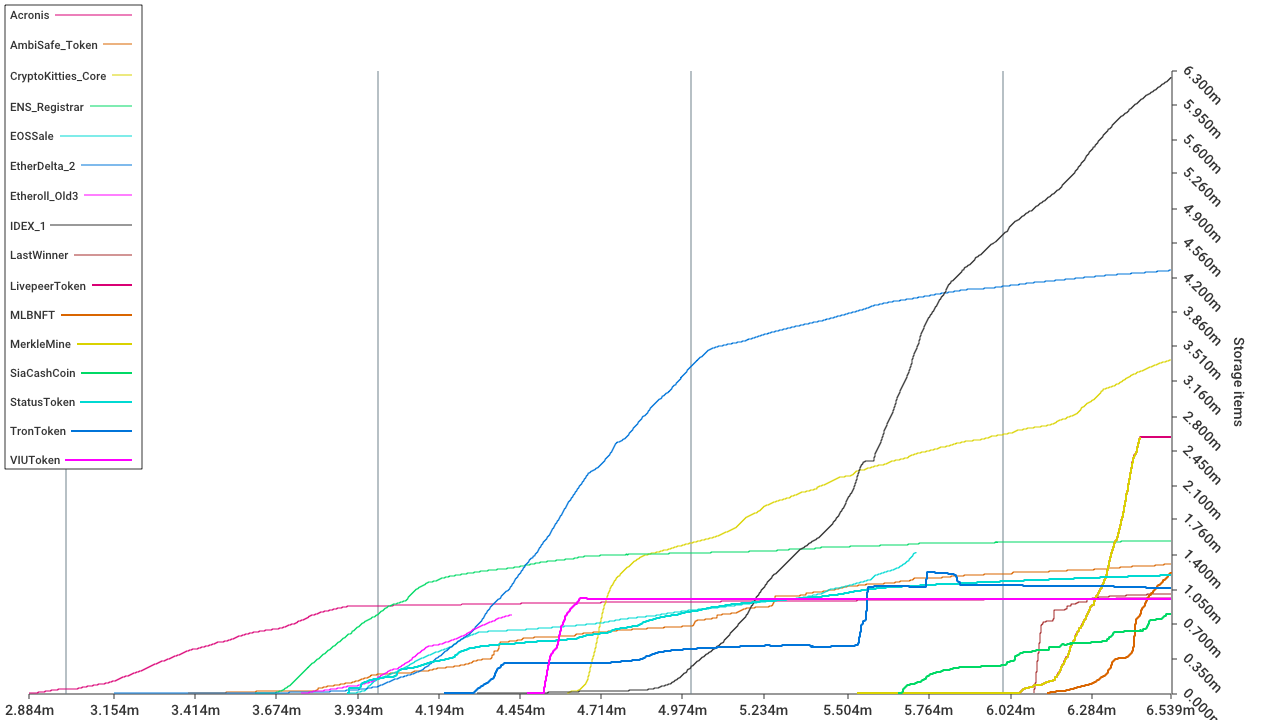 Acronis
AmbiSafe_Token
CryptoKitties_Core
ENS_Registrar
EOSSale
EtherDelta_2
Etheroll_Old3
IDEX_1
LastWinner
LivepeerToken
MLBNFT
MerkleMine
SiaCashCoin
StatusToken
TronToken
VIUToken
6.300m
5.950m
5.600m
5.260m
4.900m
4.560m
4.200m
3.860m
3.510m
3.160m
2.800m
2.450m
2.100m
1.760m
1.400m
1.050m
0.700m
0.350m
0.000m
Storage items
2.884m 3.154m 3.414m 3.674m 3.934m 4.194m 4.454m 4.714m 4.974m 5.234m 5.504m 5.764m 6.024m 6.284m 6.539m